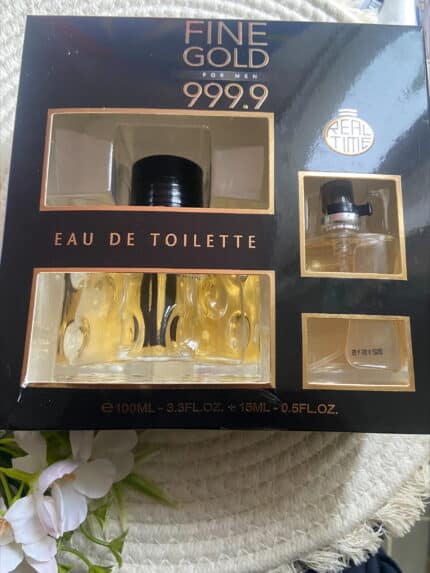 FINE
GOLD
FOR MEN
999.9
REAL
TIME
EAU DE TOILETTE
℮100ML - 3.3FL.OZ. + 15ML - 0.5FL.OZ.